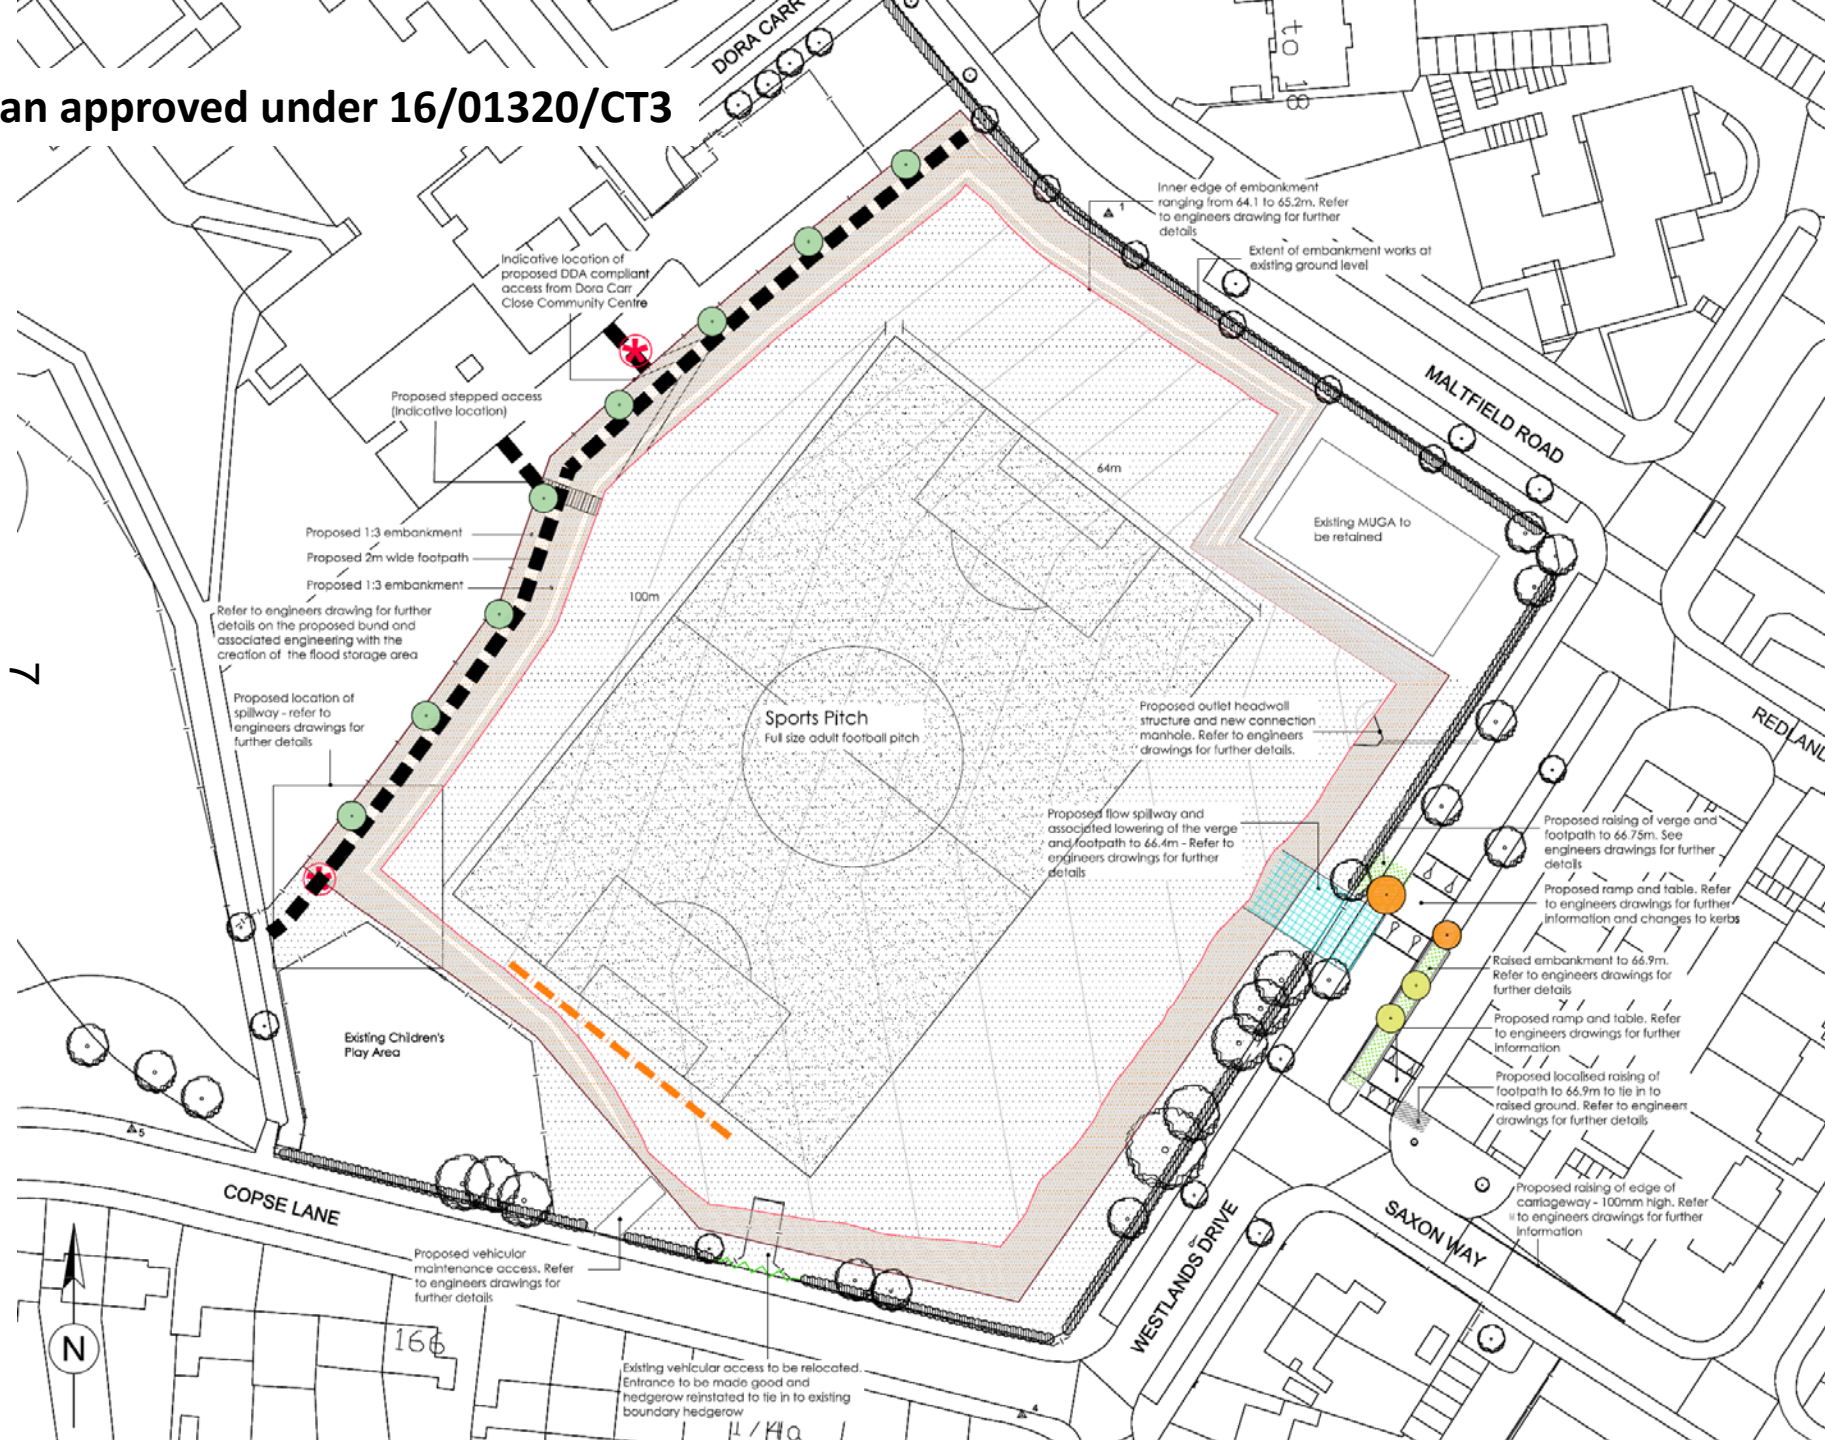 DORA CARR
an approved under 16/01320/CT3
to 18
Inner edge of embankment
ranging from 64.1 to 65.2m. Refer
to engineers drawing for further
details
1
Extent of embankment works at
existing ground level
Indicative location of
proposed DDA compliant
access from Dora Carr
Close Community Centre
Proposed stepped access
(Indicative location)
MALTFIELD ROAD
64m
Existing MUGA to
be retained
Proposed 1:3 embankment
Proposed 2m wide footpath
Proposed 1:3 embankment
100m
Refer to engineers drawing for further
details on the proposed bund and
associated engineering with the
creation of the flood storage area
7
Proposed location of
spillway - refer to
engineers drawings for
further details
Sports Pitch
Full size adult football pitch
Proposed outlet headwall
structure and new connection
manhole. Refer to engineers
drawings for further details.
REDLAN
Proposed flow spillway and
associated lowering of the verge
and footpath to 66.4m - Refer to
engineers drawings for further
details
Proposed raising of verge and
footpath to 66.75m. See
engineers drawings for further
details
Proposed ramp and table. Refer
to engineers drawings for further
information and changes to kerbs
Raised embankment to 66.9m.
Refer to engineers drawings for
further details
Proposed ramp and table. Refer
to engineers drawings for further
information
Existing Children's
Play Area
Proposed localised raising of
footpath to 66.9m to tie in to
raised ground. Refer to engineers
drawings for further details
5
COPSE LANE
Proposed raising of edge of
carriageway - 100mm high. Refer
to engineers drawings for further
information
SAXON WAY
WESTLANDS DRIVE
Proposed vehicular
maintenance access. Refer
to engineers drawings for
further details
N
166
Existing vehicular access to be relocated.
Entrance to be made good and
hedgerow reinstated to tie in to existing
boundary hedgerow
4